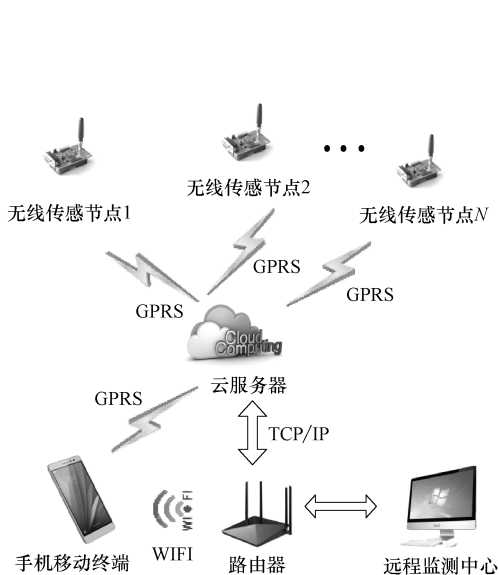 无线传感节点1
无线传感节点2
无线传感节点N
GPRS
GPRS
GPRS
Cloud
Computing
云服务器
GPRS
TCP/IP
WIFI
手机移动终端
WIFI
路由器
远程监测中心